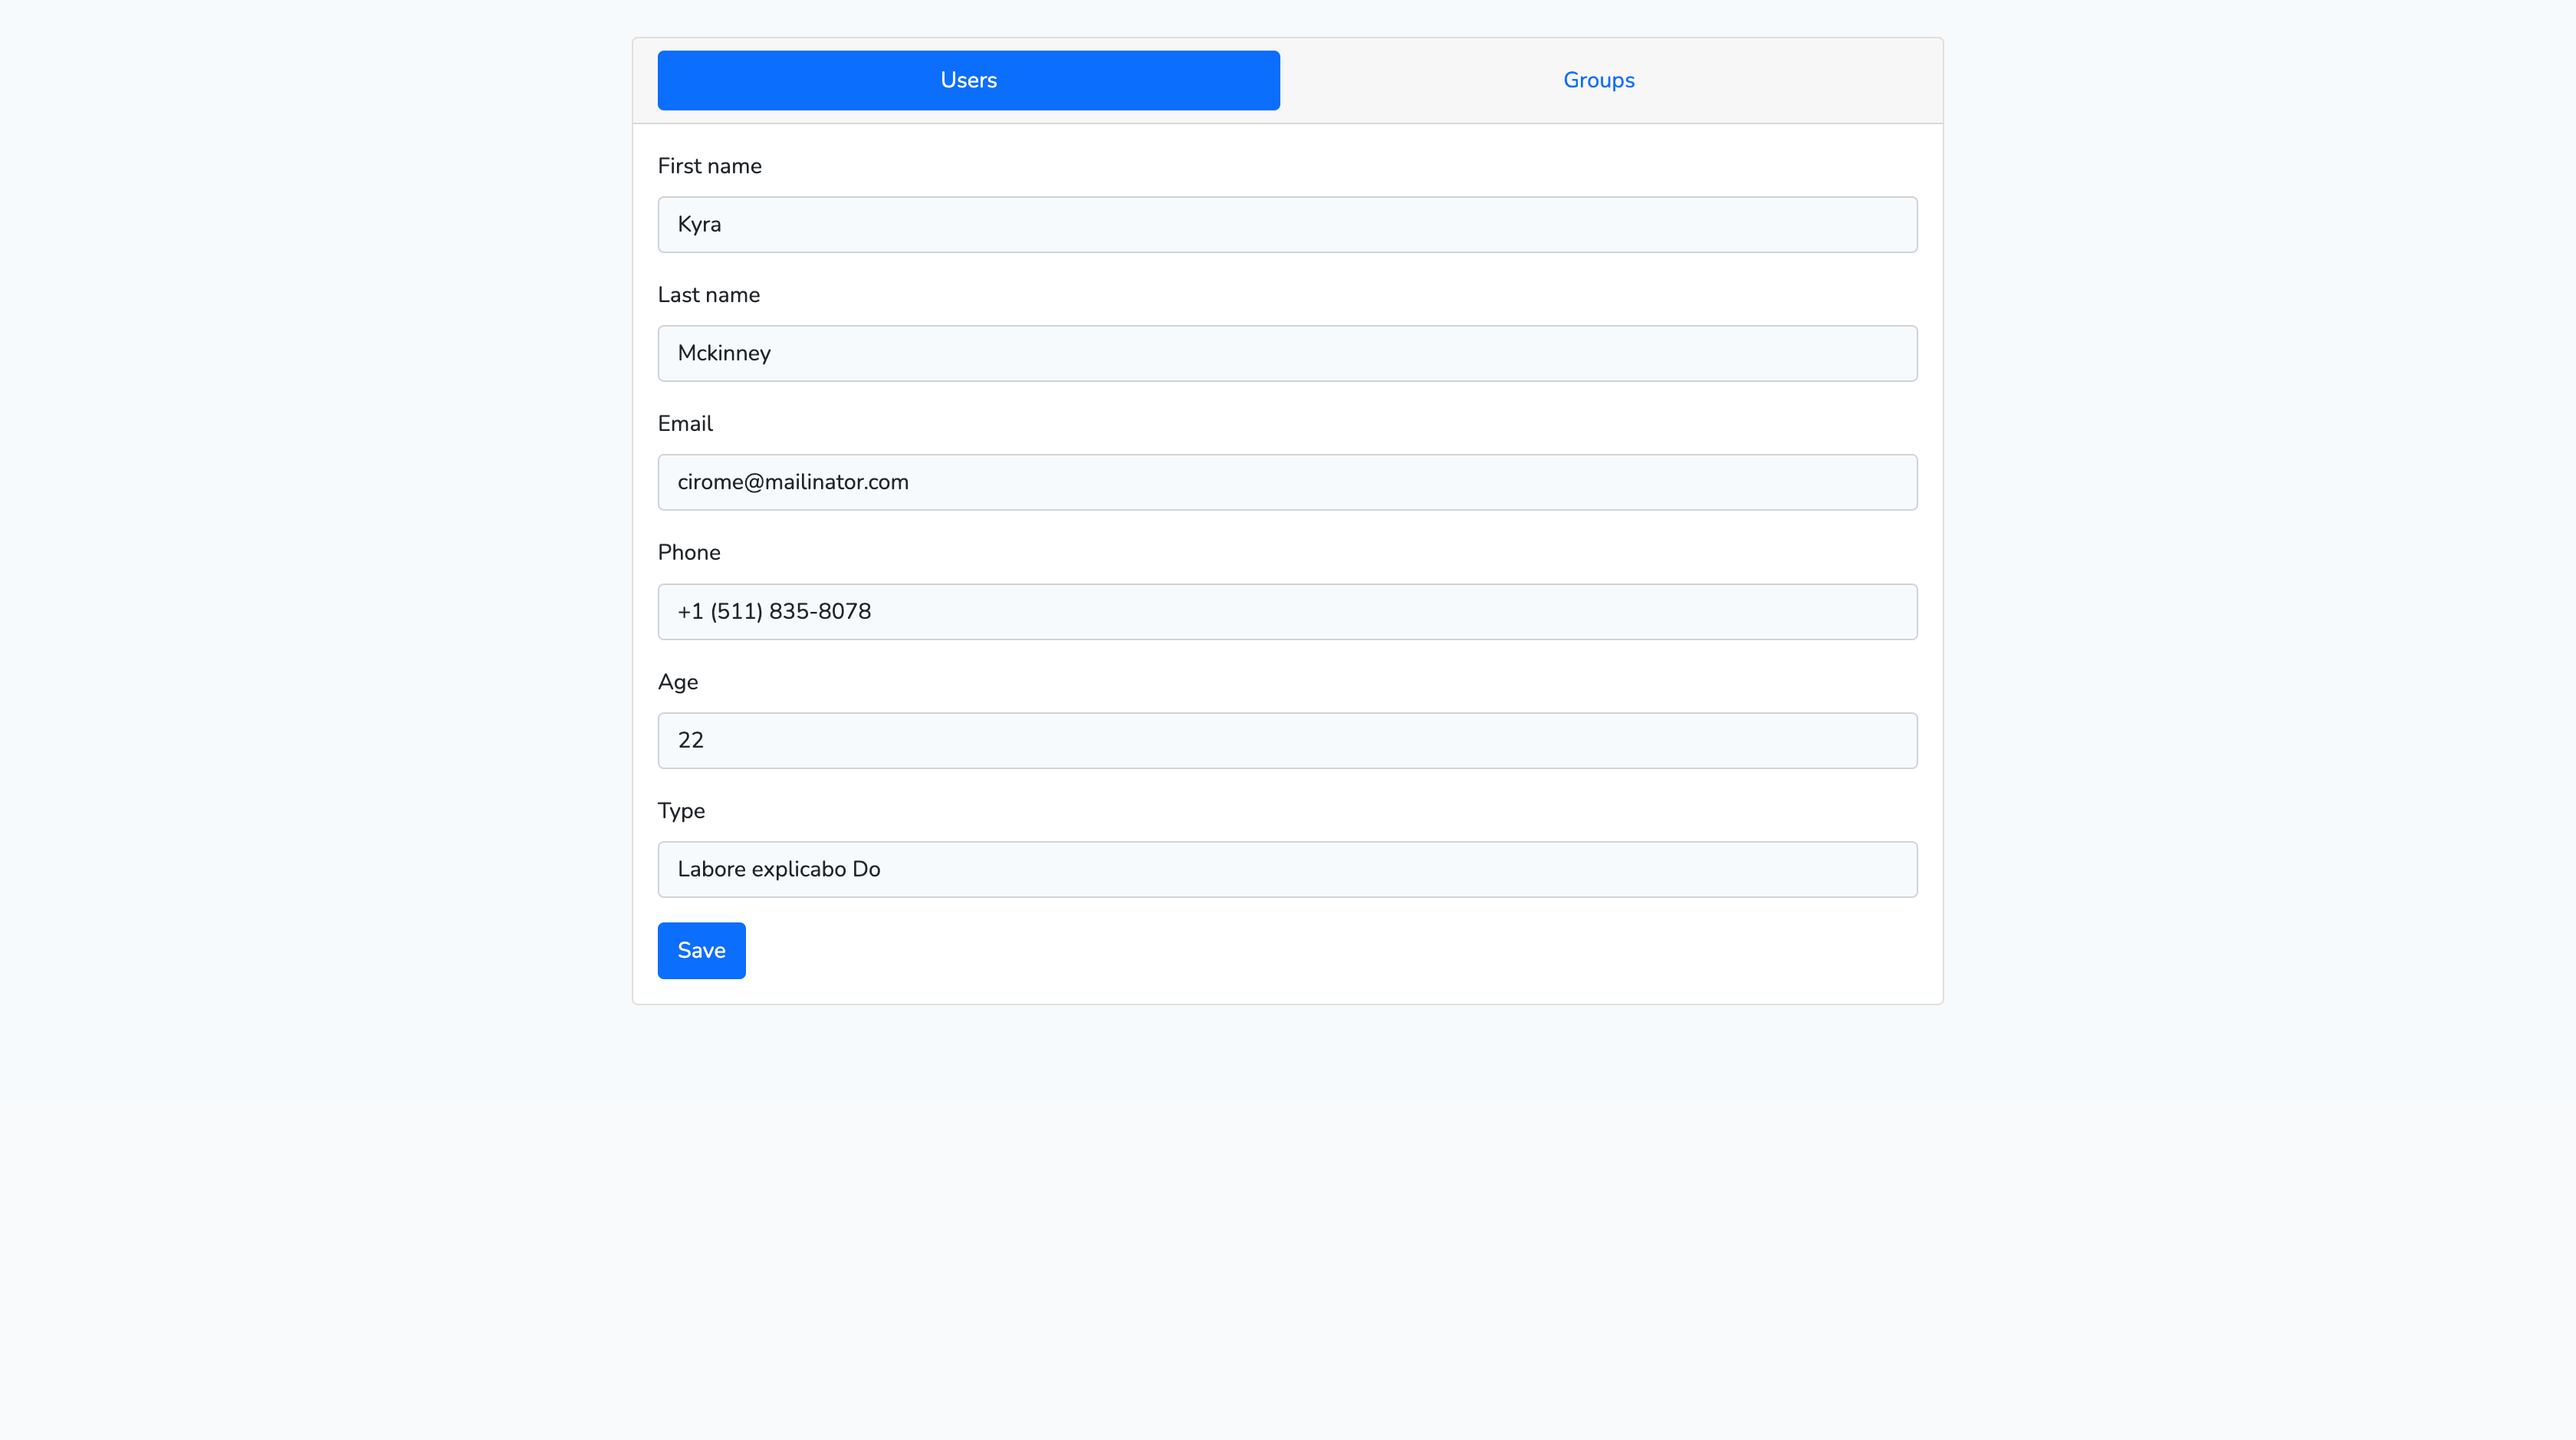 Users
Groups
First name
Kyra
Last name
Mckinney
Email
cirome@mailinator.com
Phone
+1 (511) 835-8078
Age
22
Type
Labore explicabo Do
Save